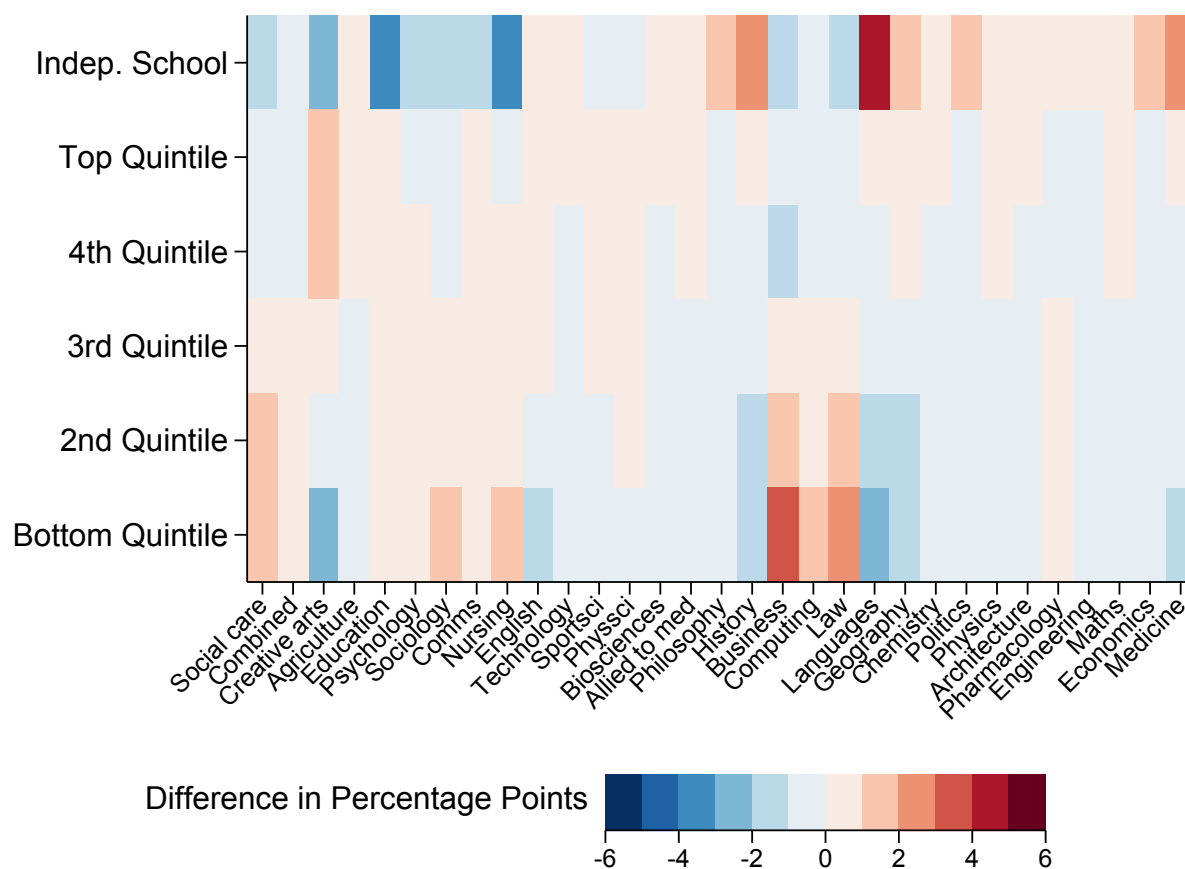 Indep. School
Top Quintile
4th Quintile
3rd Quintile
2nd Quintile
Bottom Quintile
Social care
Combined
Creative arts
Agriculture
Education
Psychology
Sociology
Comms
Nursing
English
Technology
Sportsci
Physsci
Biosciences
Allied to med
Philosophy
History
Business
Computing
Law
Languages
Geography
Chemistry
Politics
Physics
Architecture
Pharmacology
Engineering
Maths
Economics
Medicine
Difference in Percentage Points
-6 -4 -2 0 2 4 6